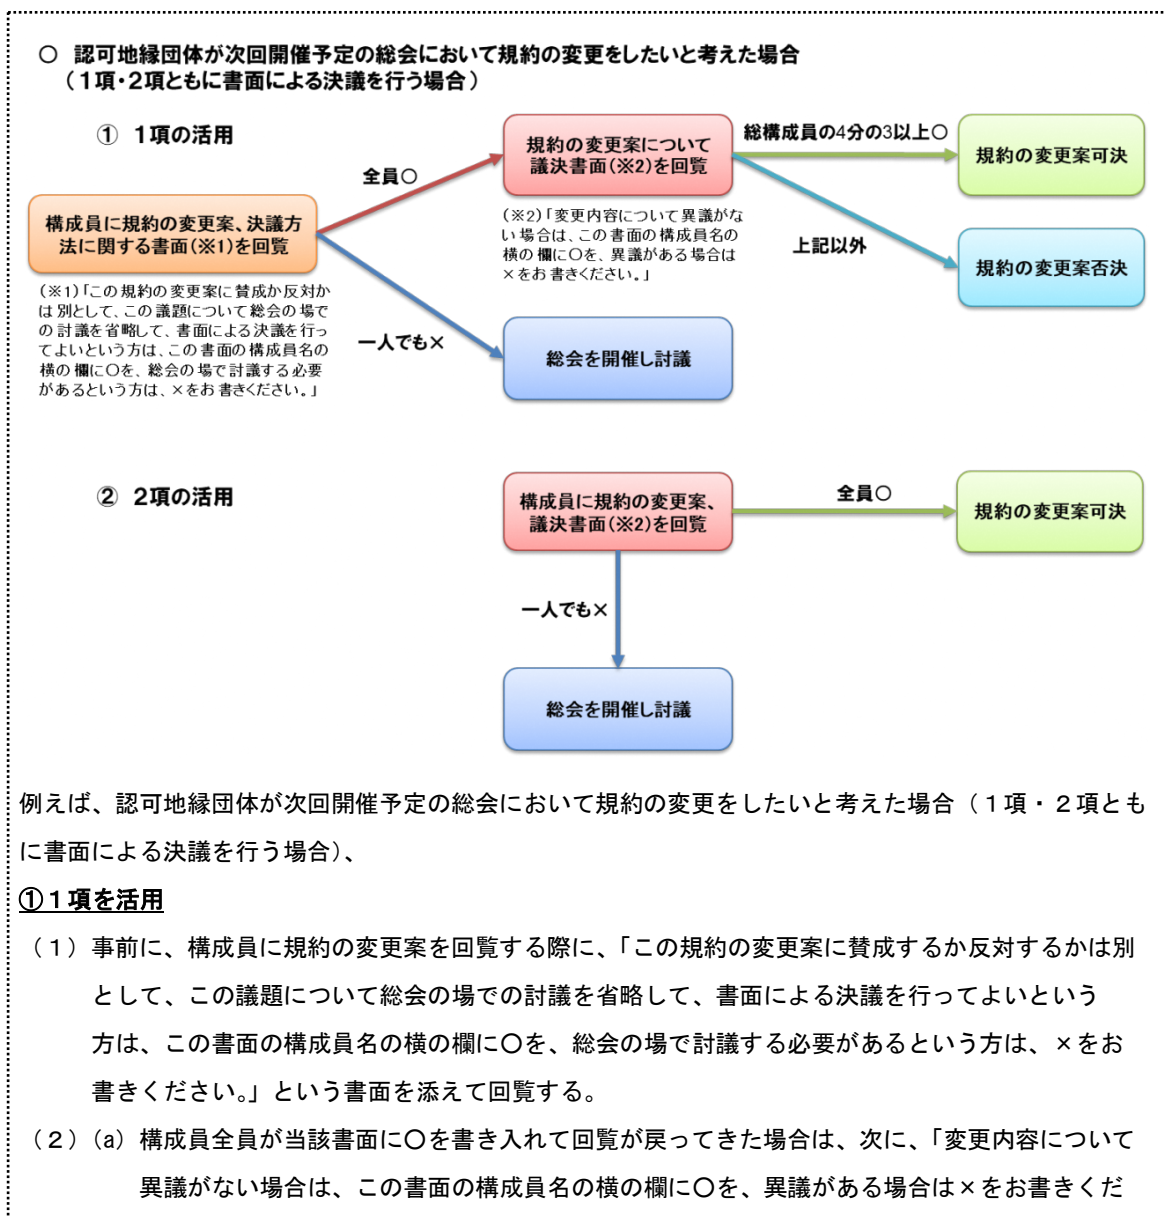 ○ 認可地縁団体が次回開催予定の総会において規約の変更をしたいと考えた場合
（１項・２項ともに書面による決議を行う場合）
① １項の活用
構成員に規約の変更案、決議方
法に関する書面(※1)を回覧
(※1)「この規約の変更案に賛成か反対か
は別として、この議題について総会の場で
の討議を省略して、書面による決議を行っ
てよいという方は、この書面の構成員名の
横の欄に○を、総会の場で討議する必要
があるという方は、×をお書きください。」
全員○
一人でも×
規約の変更案について
議決書面(※2)を回覧
(※2)「変更内容について異議がな
い場合は、この書面の構成員名の
横の欄に○を、異議がある場合は
×をお書きください。」
総会を開催し討議
総構成員の4分の3以上○
上記以外
規約の変更案可決
規約の変更案否決
② ２項の活用
構成員に規約の変更案、
議決書面(※2)を回覧
全員○
規約の変更案可決
一人でも×
総会を開催し討議
例えば、認可地縁団体が次回開催予定の総会において規約の変更をしたいと考えた場合（１項・２項とも
に書面による決議を行う場合）、
①１項を活用
（１）事前に、構成員に規約の変更案を回覧する際に、「この規約の変更案に賛成するか反対するかは別
として、この議題について総会の場での討議を省略して、書面による決議を行ってよいという
方は、この書面の構成員名の横の欄に○を、総会の場で討議する必要があるという方は、×をお
書きください。」という書面を添えて回覧する。
（２）(a) 構成員全員が当該書面に○を書き入れて回覧が戻ってきた場合は、次に、「変更内容について
異議がない場合は、この書面の構成員名の横の欄に○を、異議がある場合は×をお書きくだ